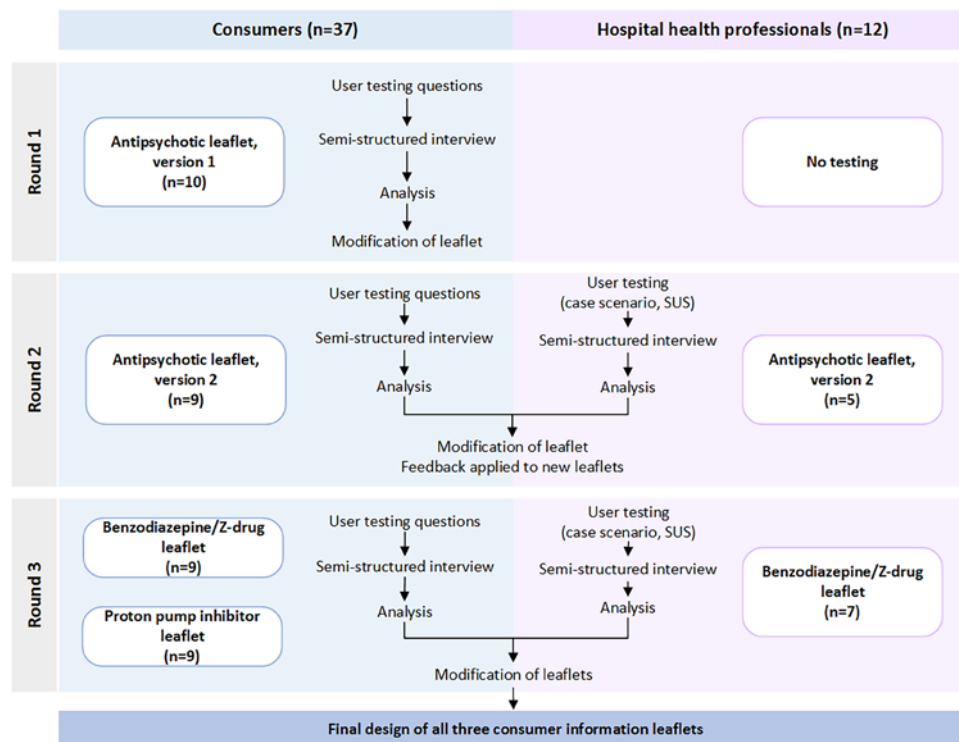 Consumers (n=37)
Hospital health professionals (n=12)
Round 1
Antipsychotic leaflet,
version 1
(n=10)
User testing questions
Semi-structured interview
Analysis
Modification of leaflet
No testing
Round 2
Antipsychotic leaflet,
version 2
(n=9)
User testing questions
Semi-structured interview
Analysis
User testing
(case scenario, SUS)
Semi-structured interview
Analysis
Antipsychotic leaflet,
version 2
(n=5)
Modification of leaflet
Feedback applied to new leaflets
Round 3
Benzodiazepine/Z-drug
leaflet
(n=9)
Proton pump inhibitor
leaflet
(n=9)
User testing questions
Semi-structured interview
Analysis
User testing
(case scenario, SUS)
Semi-structured interview
Analysis
Benzodiazepine/Z-drug
leaflet
(n=7)
Modification of leaflets
Final design of all three consumer information leaflets